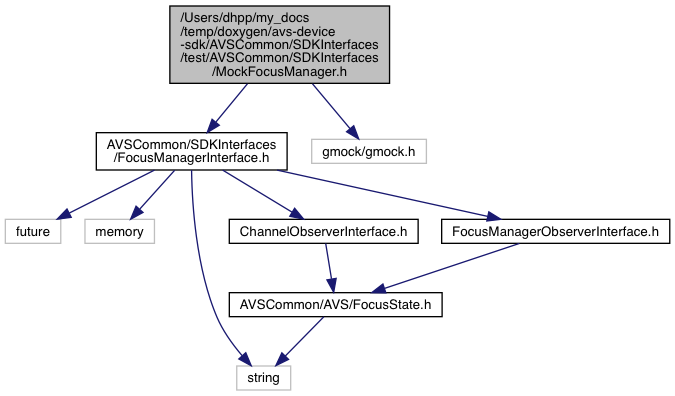 /Users/dhpp/my_docs
/temp/doxygen/avs-device
-sdk/AVSCommon/SDKInterfaces
/test/AVSCommon/SDKInterfaces
/MockFocusManager.h
AVSCommon/SDKInterfaces
/FocusManagerInterface.h
gmock/gmock.h
future
memory
ChannelObserverInterface.h
FocusManagerObserverInterface.h
AVSCommon/AVS/FocusState.h
string